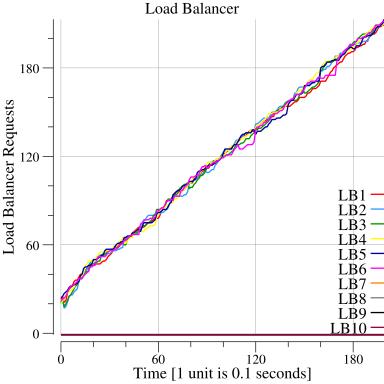 Load Balancer
Load Balancer Requests
180
120
60
0
LB1
LB2
LB3
LB4
LB5
LB6
LB7
LB8
LB9
LB10
0 60 120 180
Time [1 unit is 0.1 seconds]